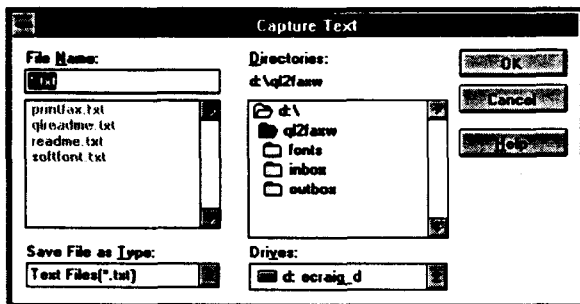 Capture Text
File Name:
*.txt
printfax.txt
qlreadme.txt
readme.txt
softfont.txt
Save File as Type:
Text Files(*.txt)
Directories:
d:\ql2faxw
d:\
ql2faxw
fonts
inbox
outbox
Drives:
d: ecraig_d
OK
Cancel
Help